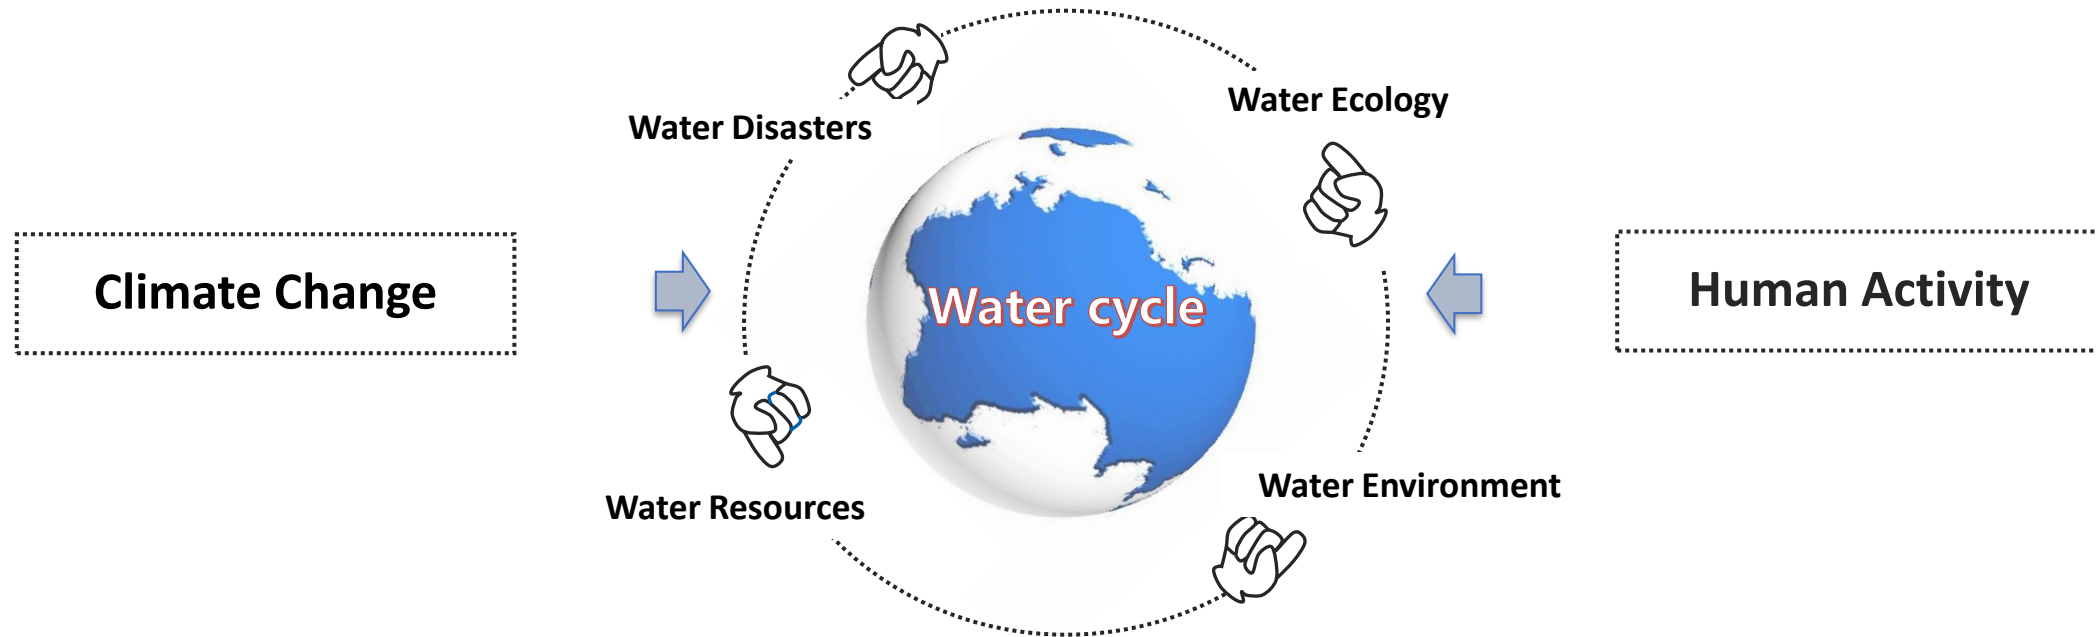 Water Ecology
Water Disasters
Climate Change
Water cycle
Human Activity
Water Resources
Water Environment